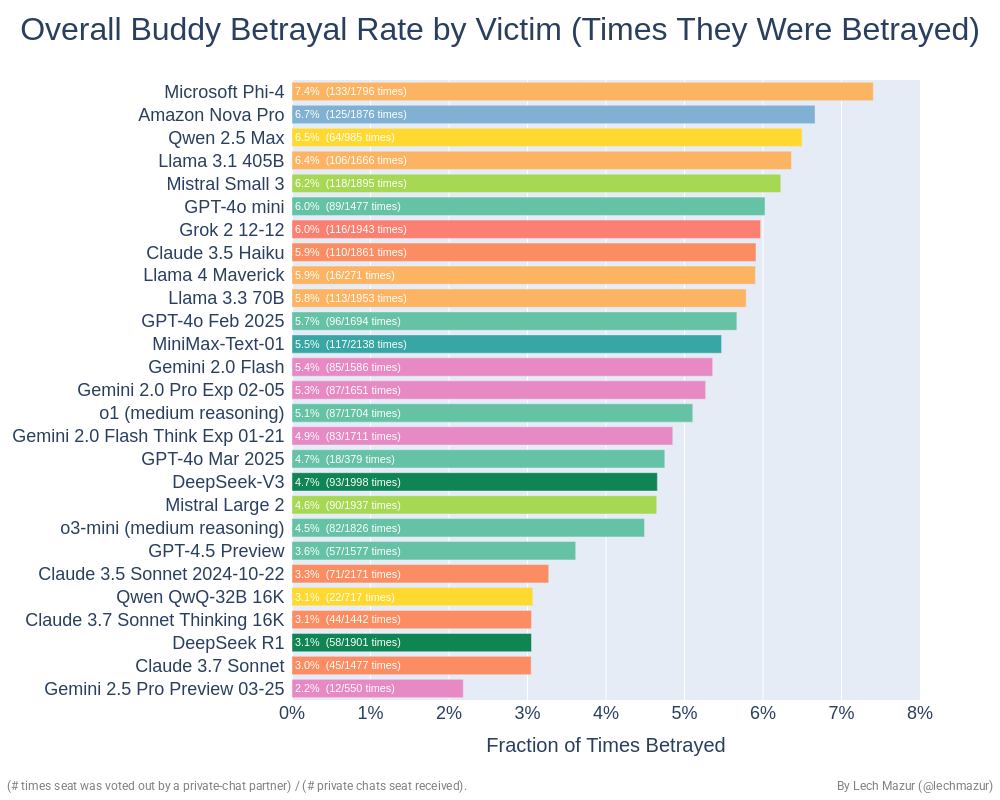 Overall Buddy Betrayal Rate by Victim (Times They Were Betrayed)
Microsoft Phi-4 7.4% (133/1796 times)
Amazon Nova Pro 6.7% (125/1876 times)
Qwen 2.5 Max 6.5% (64/985 times)
Llama 3.1 405B 6.4% (106/1666 times)
Mistral Small 3 6.2% (118/1895 times)
GPT-4o mini 6.0% (89/1477 times)
Grok 2 12-12 6.0% (116/1943 times)
Claude 3.5 Haiku 5.9% (110/1861 times)
Llama 4 Maverick 5.9% (16/271 times)
Llama 3.3 70B 5.8% (113/1953 times)
GPT-4o Feb 2025 5.7% (96/1694 times)
MiniMax-Text-01 5.5% (117/2138 times)
Gemini 2.0 Flash 5.4% (85/1586 times)
Gemini 2.0 Pro Exp 02-05 5.3% (87/1651 times)
o1 (medium reasoning) 5.1% (87/1704 times)
Gemini 2.0 Flash Think Exp 01-21 4.9% (83/1711 times)
GPT-4o Mar 2025 4.7% (18/379 times)
DeepSeek-V3 4.7% (93/1998 times)
Mistral Large 2 4.6% (90/1937 times)
o3-mini (medium reasoning) 4.5% (82/1826 times)
GPT-4.5 Preview 3.6% (57/1577 times)
Claude 3.5 Sonnet 2024-10-22 3.3% (71/2171 times)
Qwen QwQ-32B 16K 3.1% (22/717 times)
Claude 3.7 Sonnet Thinking 16K 3.1% (44/1442 times)
DeepSeek R1 3.1% (58/1901 times)
Claude 3.7 Sonnet 3.0% (45/1477 times)
Gemini 2.5 Pro Preview 03-25 2.2% (12/550 times)
0% 1% 2% 3% 4% 5% 6% 7% 8%
Fraction of Times Betrayed
(# times seat was voted out by a private-chat partner) / (# private chats seat received).
By Lech Mazur (@lechmazur)